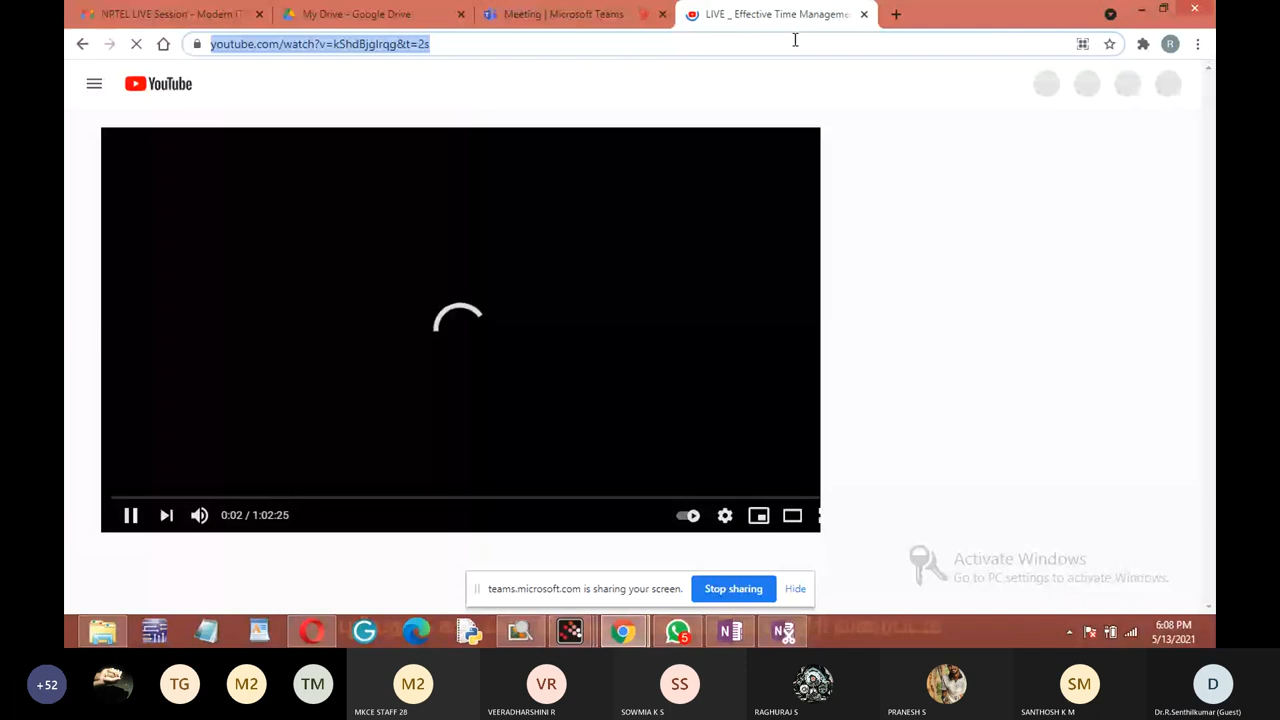 NPTEL LIVE Session - Modern IT
My Drive - Google Drive
Meeting | Microsoft Teams
LIVE _ Effective Time Manageme
youtube.com/watch?v=kShdBjgIrqg&t=2s
R
YouTube
0:02 / 1:02:25
Activate Windows
Go to PC settings to activate Windows.
teams.microsoft.com is sharing your screen.
Stop sharing
Hide
5
6:08 PM
5/13/2021
+52
TG
M2
TM
M2
VR
SS
SM
D
MKCE STAFF 28
VEERADHARSHINI R
SOWMIA K S
RAGHURAJ S
PRANESH S
SANTHOSH K M
Dr.R.Senthilkumar (Guest)